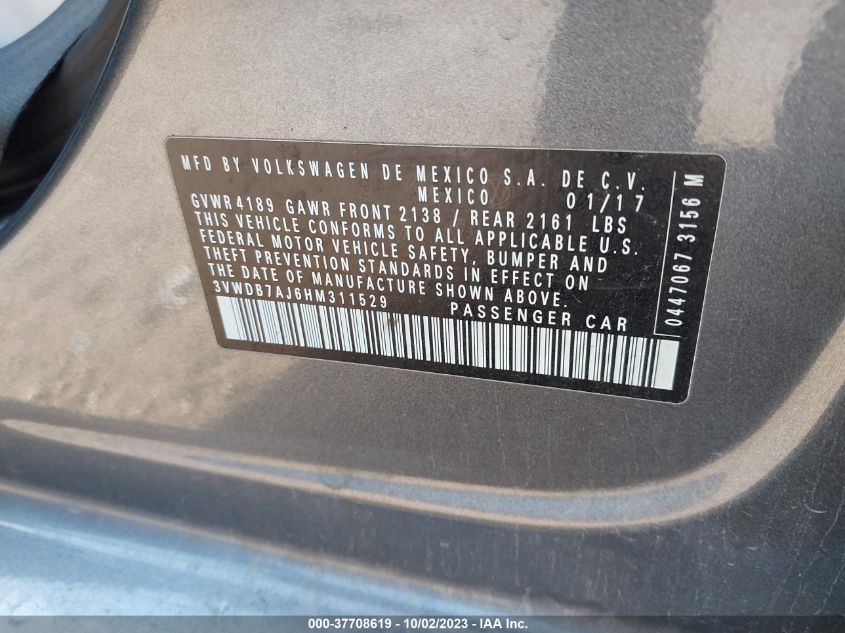 MFD BY VOLKSWAGEN DE MEXICO S.A. DE C.V.
MEXICO 01/17
GVWR 4189 GAWR FRONT 2138 / REAR 2161 LBS
THIS VEHICLE CONFORMS TO ALL APPLICABLE U.S.
FEDERAL MOTOR VEHICLE SAFETY, BUMPER AND
THEFT PREVENTION STANDARDS IN EFFECT ON
THE DATE OF MANUFACTURE SHOWN ABOVE.
3VWDB7AJ6HM311529
PASSENGER CAR
0447067 3156 M
000-37708619 - 10/02/2023 - IAA Inc.